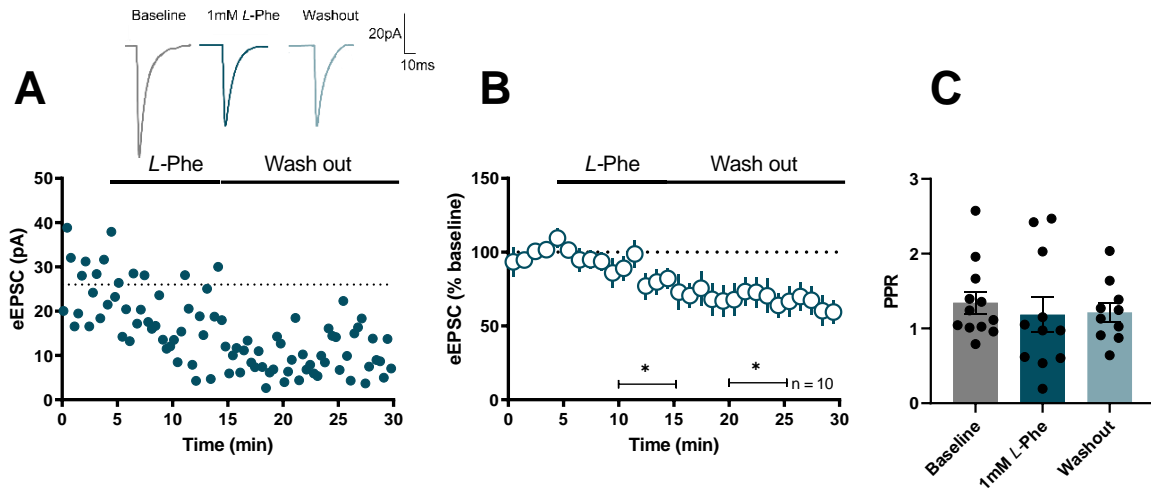 Baseline
1mM L-Phe
Washout
20pA
10ms
A
L-Phe
Wash out
50
40
30
20
10
0
eEPSC (pA)
0
5
10
15
20
25
30
Time (min)
B
L-Phe
Wash out
150
100
50
0
eEPSC (% baseline)
*
*
n = 10
0
5
10
15
20
25
30
Time (min)
C
3
2
1
0
PPR
Baseline
1mM L-Phe
Washout